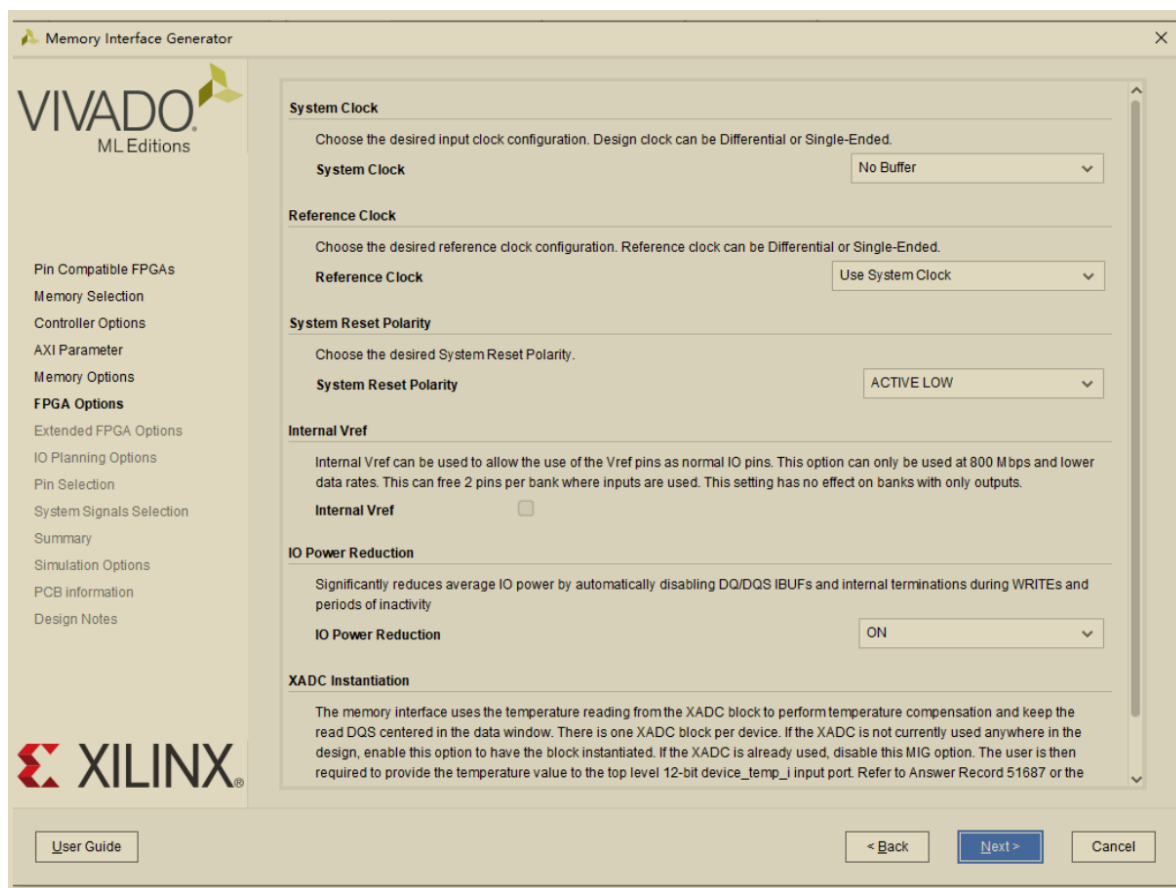 Memory Interface Generator
VIVADO.
ML Editions
Pin Compatible FPGAs
Memory Selection
Controller Options
AXI Parameter
Memory Options
FPGA Options
Extended FPGA Options
IO Planning Options
Pin Selection
System Signals Selection
Summary
Simulation Options
PCB information
Design Notes
XILINX®
System Clock
Choose the desired input clock configuration. Design clock can be Differential or Single-Ended.
System Clock No Buffer
Reference Clock
Choose the desired reference clock configuration. Reference clock can be Differential or Single-Ended.
Reference Clock Use System Clock
System Reset Polarity
Choose the desired System Reset Polarity.
System Reset Polarity ACTIVE LOW
Internal Vref
Internal Vref can be used to allow the use of the Vref pins as normal IO pins. This option can only be used at 800 Mbps and lower
data rates. This can free 2 pins per bank where inputs are used. This setting has no effect on banks with only outputs.
Internal Vref
IO Power Reduction
Significantly reduces average IO power by automatically disabling DQ/DQS IBUFs and internal terminations during WRITEs and
periods of inactivity
IO Power Reduction ON
XADC Instantiation
The memory interface uses the temperature reading from the XADC block to perform temperature compensation and keep the
read DQS centered in the data window. There is one XADC block per device. If the XADC is not currently used anywhere in the
design, enable this option to have the block instantiated. If the XADC is already used, disable this MIG option. The user is then
required to provide the temperature value to the top level 12-bit device_temp_i input port. Refer to Answer Record 51687 or the
User Guide < Back Next > Cancel